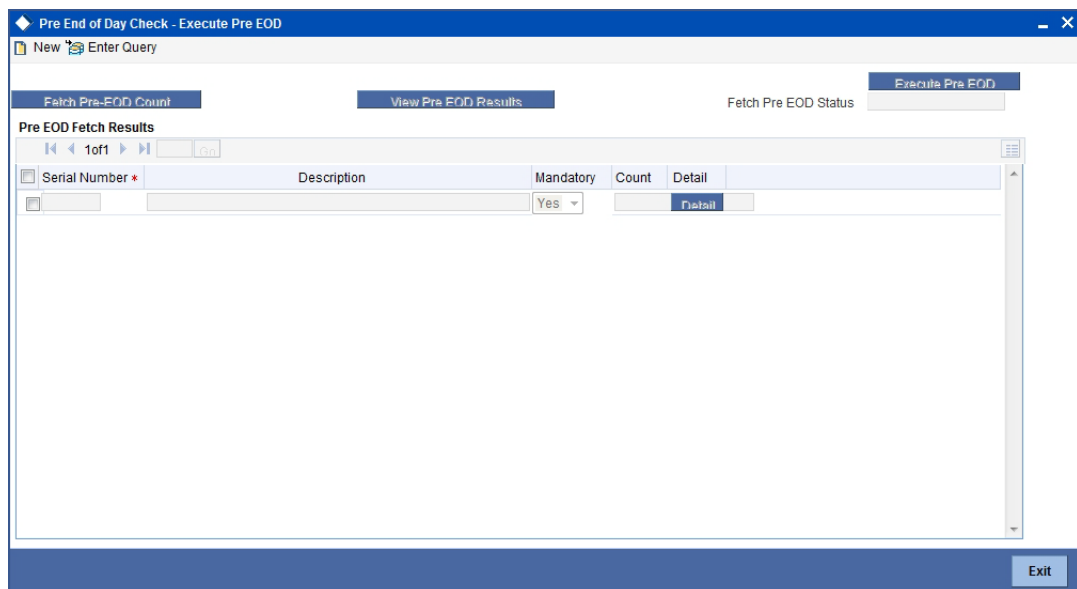 Pre End of Day Check - Execute Pre EOD
New Enter Query
Execute Pre EOD
Fetch Pre-EOD Count View Pre EOD Results Fetch Pre EOD Status
Pre EOD Fetch Results
1of1 Go
Serial Number * Description Mandatory Count Detail
Yes Detail
Exit